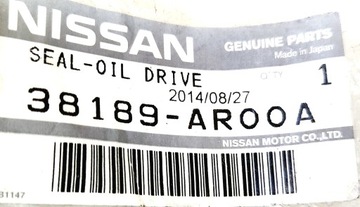 NISSAN
GENUINE PARTS
Made in Japan
SEAL-OIL DRIVE
Q'TY 1
2014/08/27
38189-AR00A
NISSAN MOTOR CO.,LTD.
81147